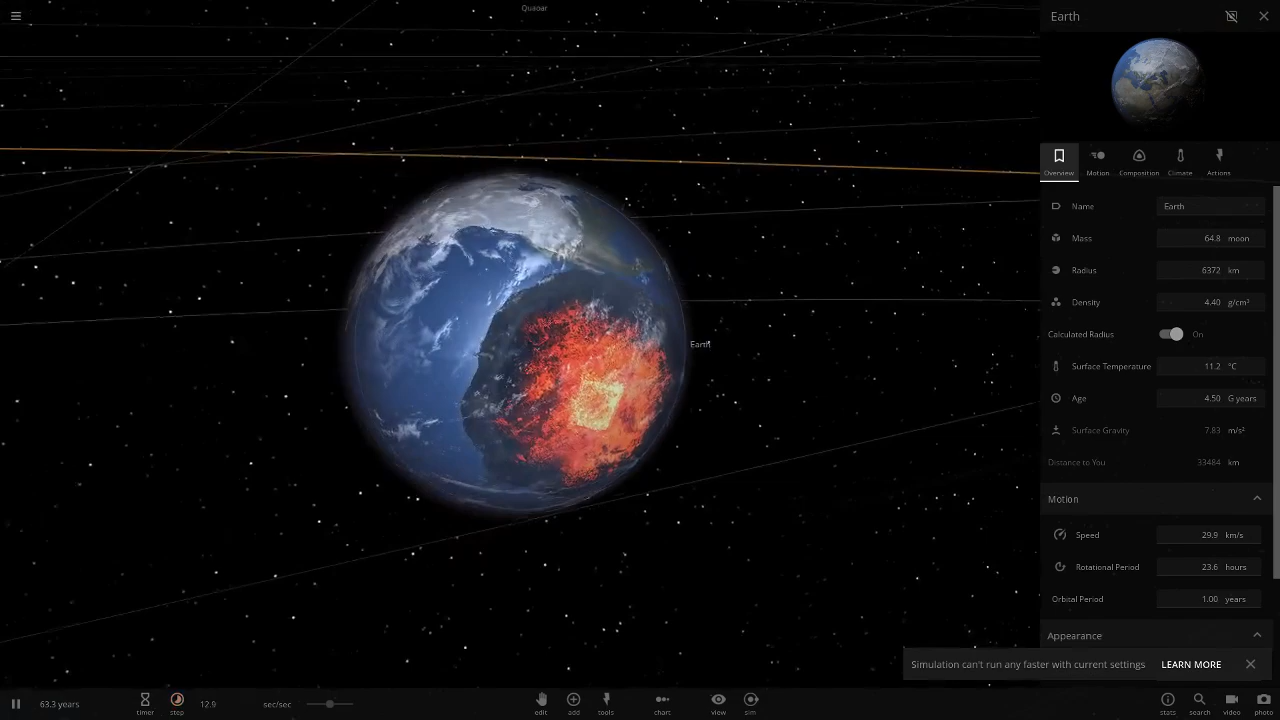 Quaoar
Earth
Overview
Motion
Composition
Climate
Actions
Name Earth
Mass 64.8 moon
Radius 6372 km
Density 4.40 g/cm³
Earth
Calculated Radius On
Surface Temperature 11.2 °C
Age 4.50 G years
Surface Gravity 7.83 m/s²
Distance to You 33484 km
Motion
Speed 29.9 km/s
Rotational Period 23.6 hours
Orbital Period 1.00 years
Appearance
Simulation can't run any faster with current settings LEARN MORE
63.3 years
timer
step
12.9 sec/sec
edit
add
tools
chart
view
sim
stats
search
video
photo